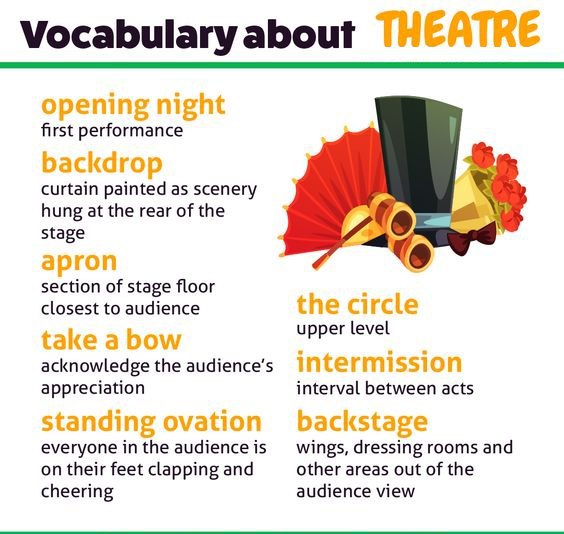 Vocabulary about THEATRE
opening night
first performance
backdrop
curtain painted as scenery
hung at the rear of the
stage
apron
section of stage floor
closest to audience
take a bow
acknowledge the audience's
appreciation
standing ovation
everyone in the audience is
on their feet clapping and
cheering
the circle
upper level
intermission
interval between acts
backstage
wings, dressing rooms and
other areas out of the
audience view